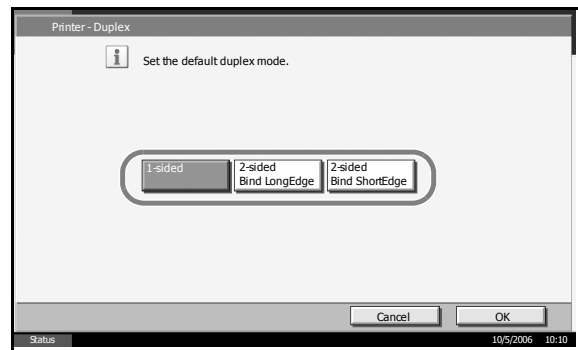 Printer - Duplex
i
Set the default duplex mode.
1-sided
2-sided
Bind LongEdge
2-sided
Bind ShortEdge
Cancel
OK
Status
10/5/2006 10:10